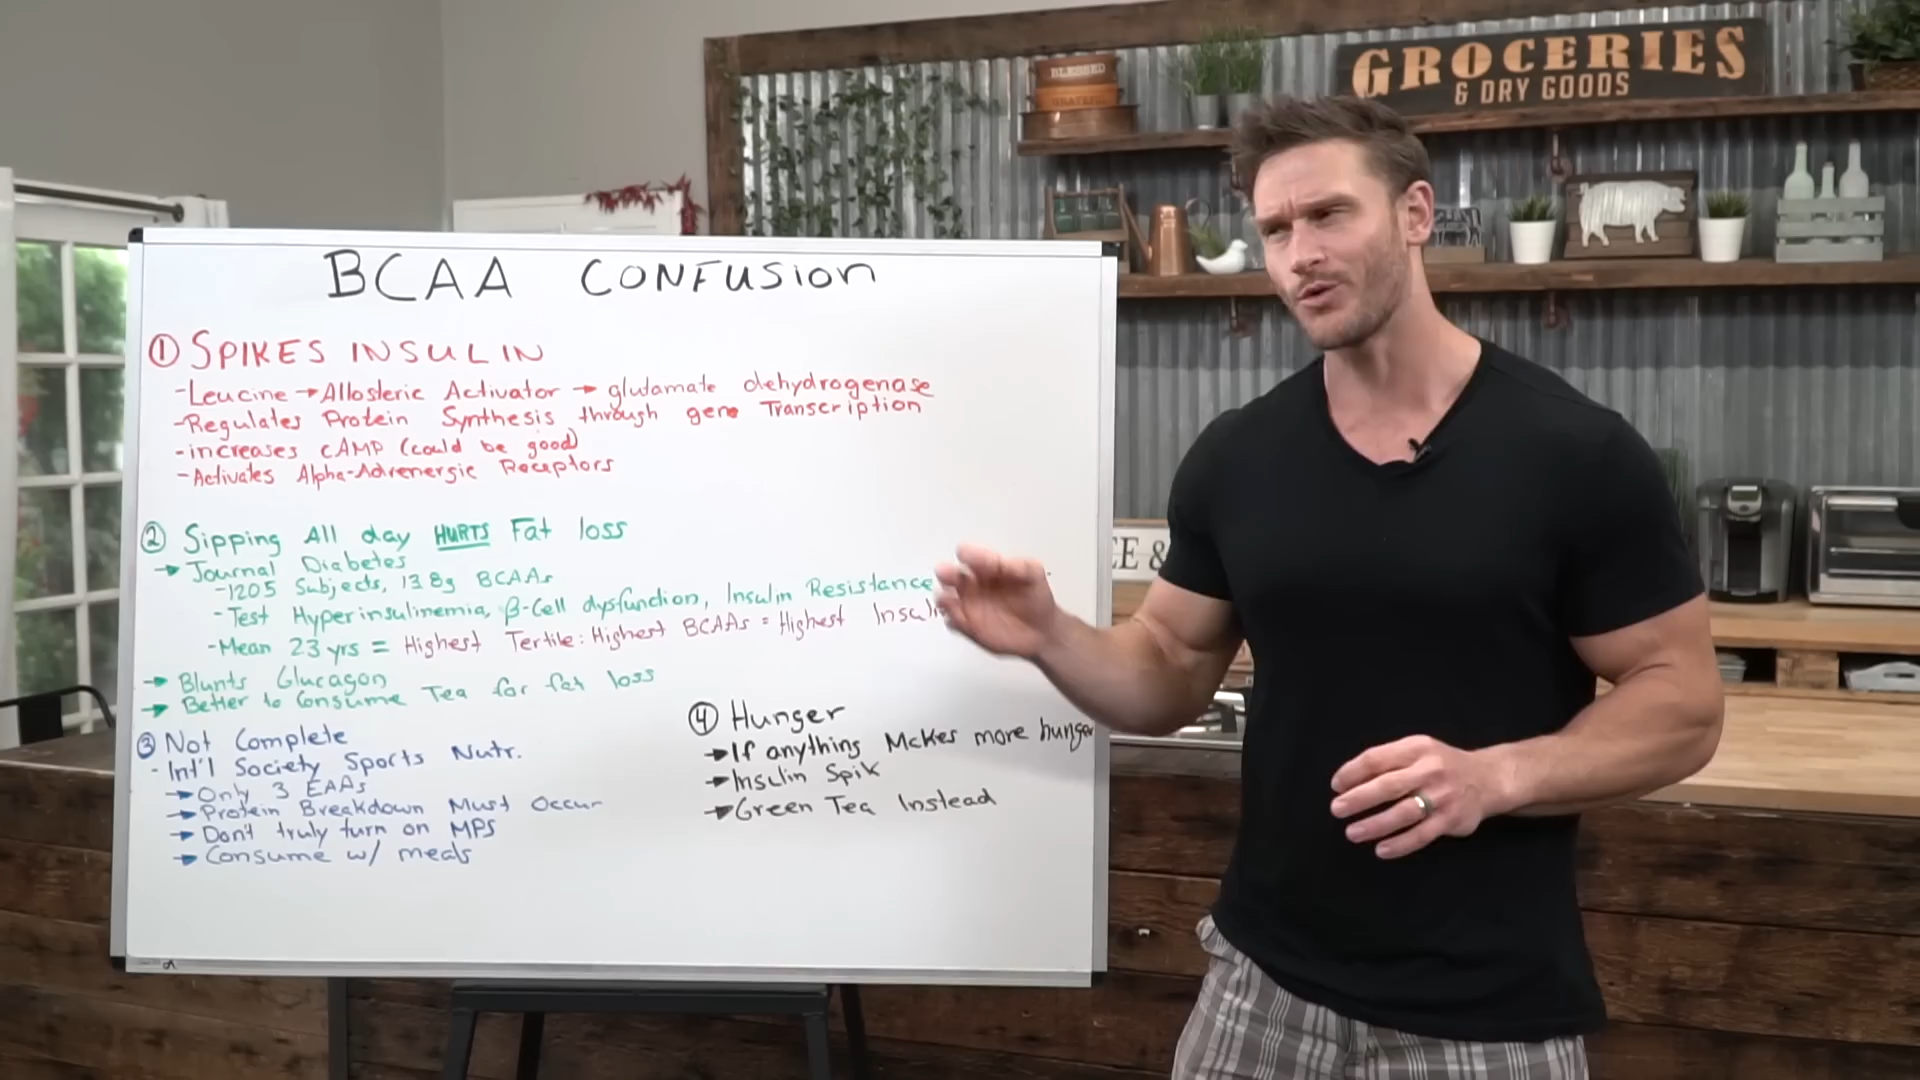 BLESSED
GRATEFUL
GROCERIES
& DRY GOODS
BCAA CONFUSION
① SPIKES INSULIN
-Leucine → Allosteric Activator → glutamate dehydrogenase
-Regulates Protein Synthesis through gene Transcription
-increases cAMP (could be good)
-Activates Alpha-Adrenergic Receptors
② Sipping All day HURTS Fat loss
→ Journal Diabetes
-1205 Subjects, 13.8g BCAAs
-Test Hyperinsulinemia, β-Cell dysfunction, Insulin Resistance
-Mean 23 yrs = Highest Tertile: Highest BCAAs = Highest
→ Blunts Glucagon
→ Better to Consume Tea for fat loss
③ Not Complete
- Int'l Society Sports Nutr.
→ Only 3 EAAs
→ Protein Breakdown Must Occur
→ Don't truly turn on MPS
→ Consume w/ meals
④ Hunger
→ If anything Makes more hunger
→ Insulin Spik
→ Green Tea Instead
E &